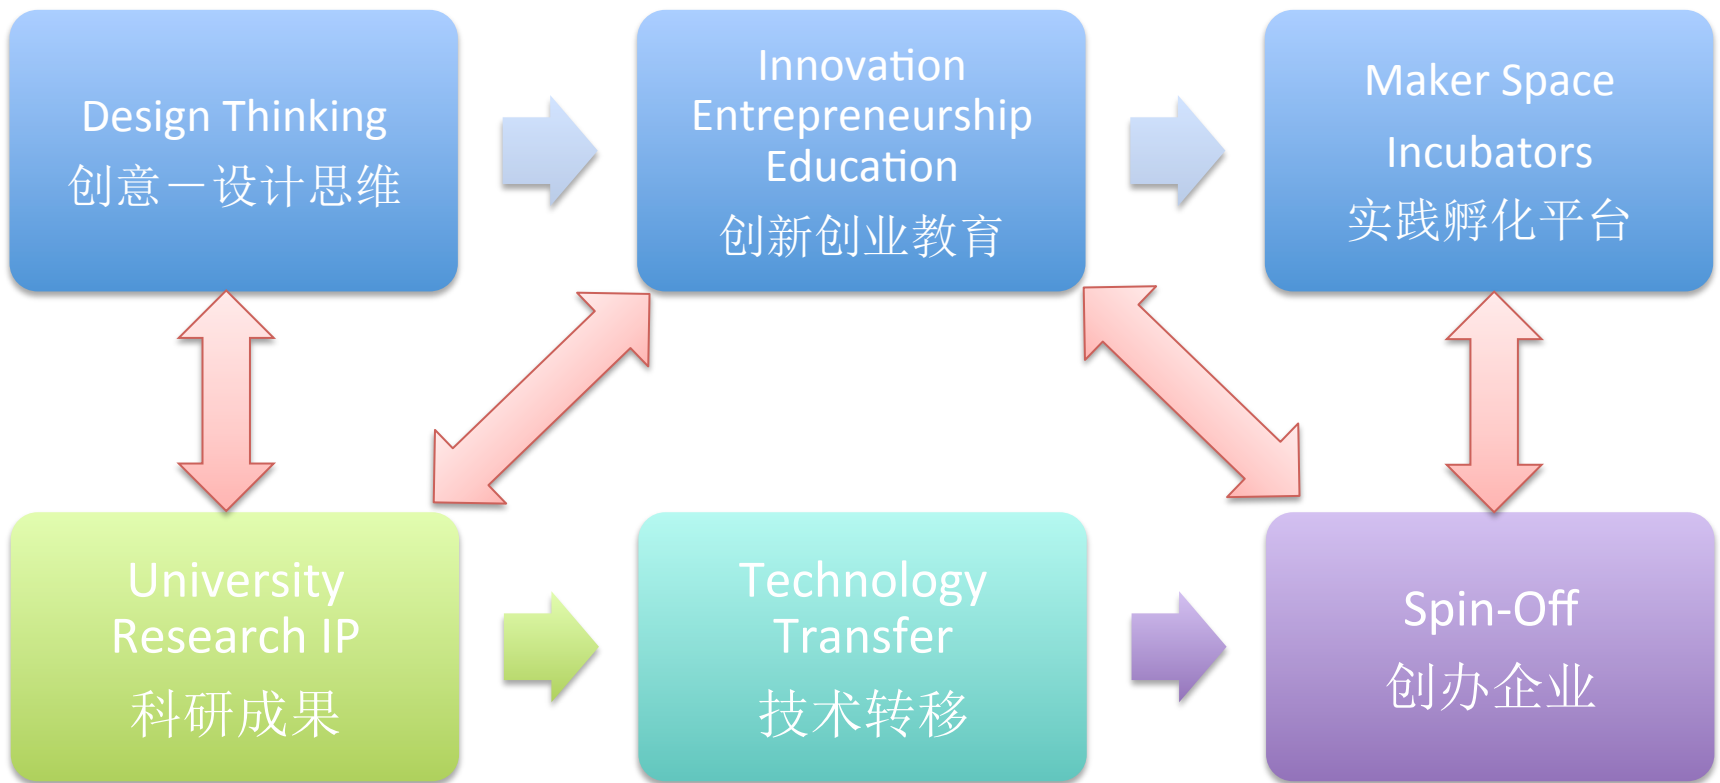 Design Thinking
创意－设计思维
Innovation
Entrepreneurship
Education
创新创业教育
Maker Space
Incubators
实践孵化平台
University
Research IP
科研成果
Technology
Transfer
技术转移
Spin-Off
创办企业